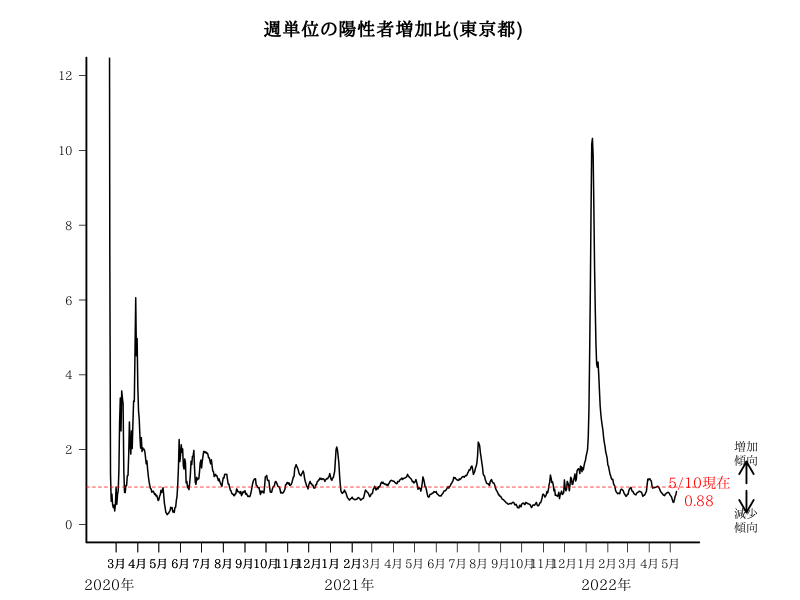 週単位の陽性者増加比(東京都)
12
10
8
6
4
2
0
増加
傾向
5/10現在
0.88
減少
傾向
3月 4月 5月 6月 7月 8月 9月 10月 11月 12月 1月 2月 3月 4月 5月 6月 7月 8月 9月 10月 11月 12月 1月 2月 3月 4月 5月
2020年 2021年 2022年